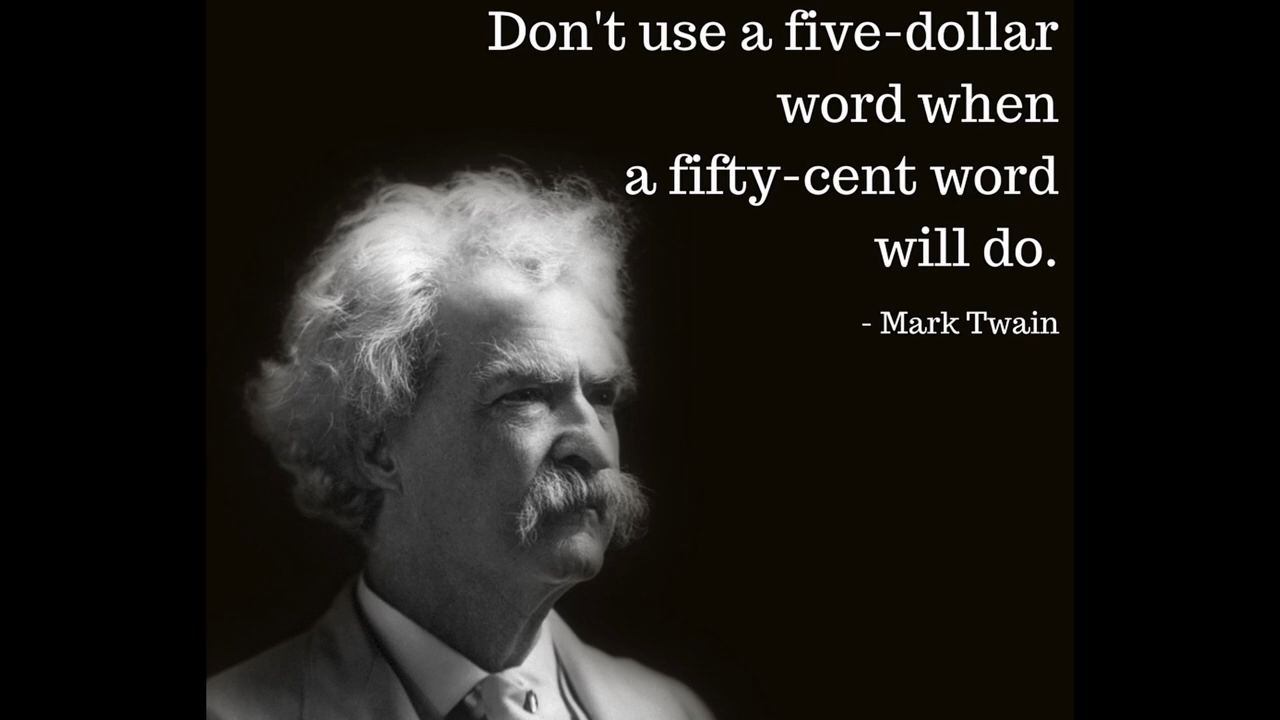 Don't use a five-dollar
word when
a fifty-cent word
will do.
- Mark Twain